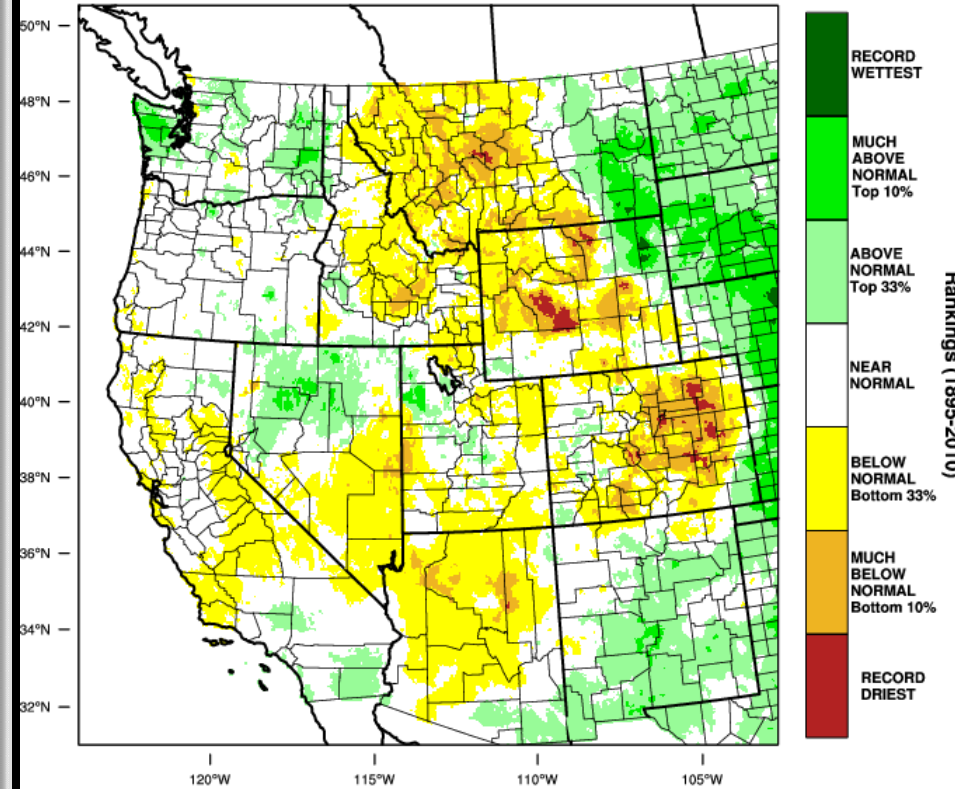 50°N
48°N
46°N
44°N
42°N
40°N
38°N
36°N
34°N
32°N
120°W
115°W
110°W
105°W
RECORD
WETTEST
MUCH
ABOVE
NORMAL
Top 10%
ABOVE
NORMAL
Top 33%
NEAR
NORMAL
BELOW
NORMAL
Bottom 33%
MUCH
BELOW
NORMAL
Bottom 10%
RECORD
DRIEST
Rankings (1895-2010)